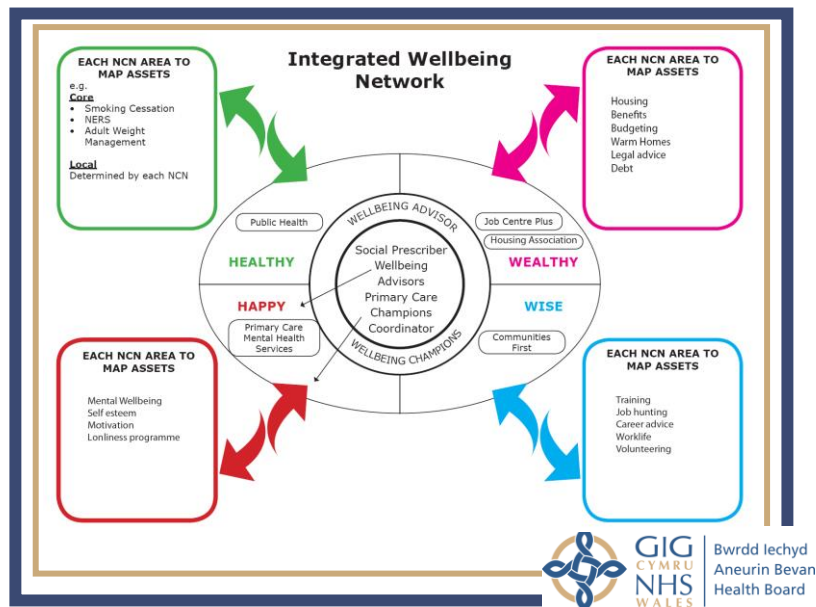 Integrated Wellbeing
Network
EACH NCN AREA TO
MAP ASSETS
e.g.
Core
• Smoking Cessation
• NERS
• Adult Weight
Management
Local
Determined by each NCN
EACH NCN AREA TO
MAP ASSETS
Housing
Benefits
Budgeting
Warm Homes
Legal advice
Debt
Public Health
HEALTHY
WELLBEING ADVISOR
Job Centre Plus
Housing Association
WEALTHY
Social Prescriber
Wellbeing
Advisors
Primary Care
Champions
Coordinator
HAPPY
Primary Care
Mental Health
Services
WELLBEING CHAMPIONS
WISE
Communities
First
EACH NCN AREA TO
MAP ASSETS
Mental Wellbeing
Self esteem
Motivation
Lonliness programme
EACH NCN AREA TO
MAP ASSETS
Training
Job hunting
Career advice
Worklife
Volunteering
GIG
CYMRU
NHS
WALES
Bwrdd Iechyd
Aneurin Bevan
Health Board